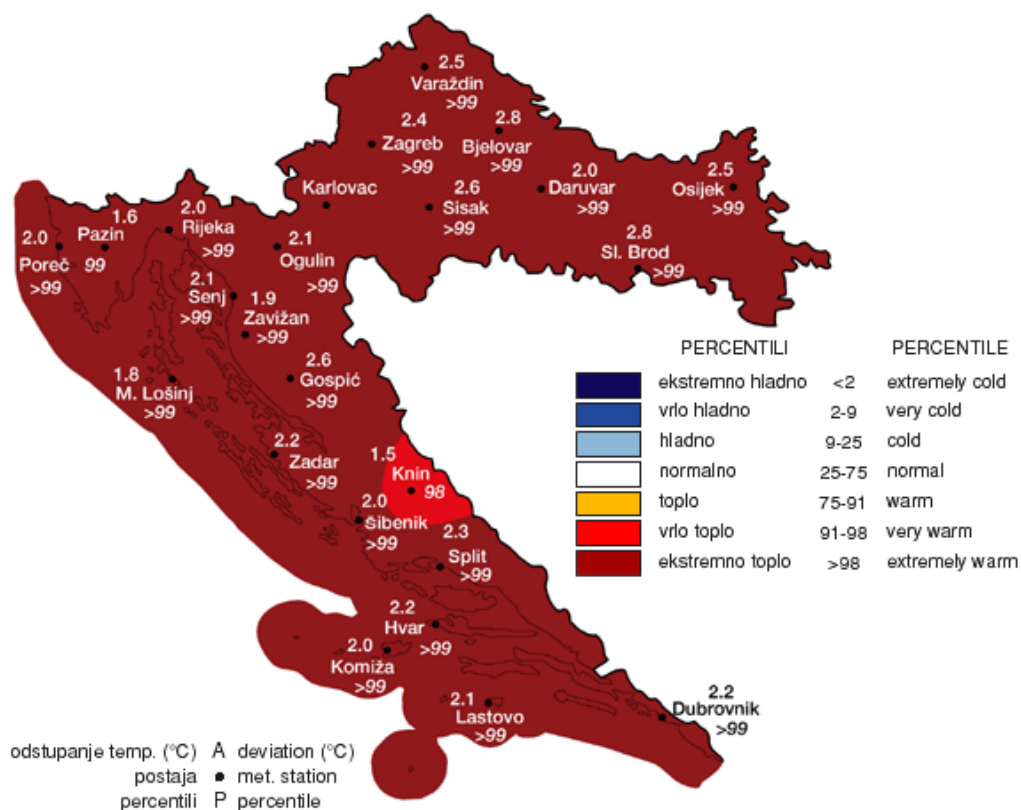 2.5
Varaždin
>99
2.4
Zagreb
>99
2.8
Bjelovar
>99
2.0
Daruvar
>99
2.5
Osijek
>99
Karlovac
2.6
Sisak
>99
2.8
Sl. Brod
>99
2.0
Poreč
>99
1.6
Pazin
99
2.0
Rijeka
>99
2.1
Ogulin
>99
2.1
Senj
>99
1.9
Zavižan
>99
1.8
M. Lošinj
>99
2.6
Gospić
>99
2.2
Zadar
>99
1.5
Knin
98
2.0
Šibenik
>99
2.3
Split
>99
2.2
Hvar
>99
2.0
Komiža
>99
2.1
Lastovo
>99
2.2
Dubrovnik
>99
PERCENTILI PERCENTILE
ekstremno hladno <2 extremely cold
vrlo hladno 2-9 very cold
hladno 9-25 cold
normalno 25-75 normal
toplo 75-91 warm
vrlo toplo 91-98 very warm
ekstremno toplo >98 extremely warm
odstupanje temp. (°C) A deviation (°C)
postaja ● met. station
percentili P percentile